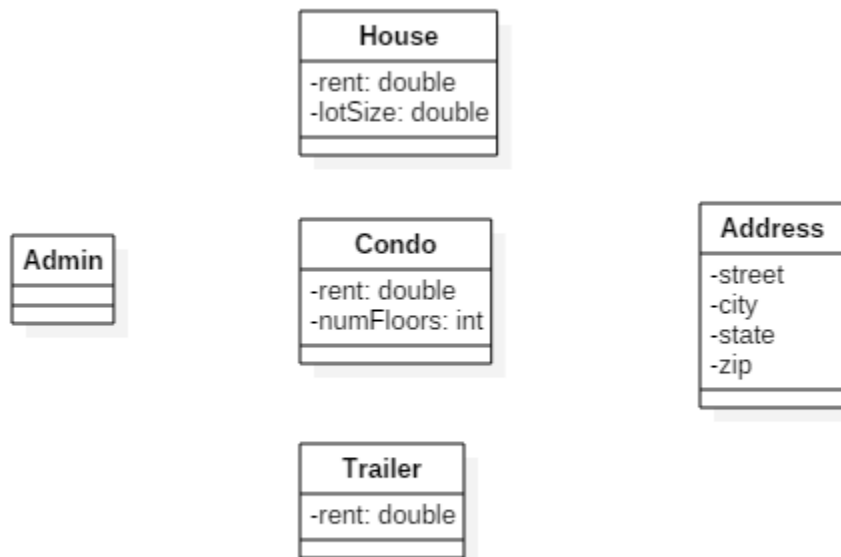 House
-rent: double
-lotSize: double
Admin
Condo
-rent: double
-numFloors: int
Address
-street
-city
-state
-zip
Trailer
-rent: double